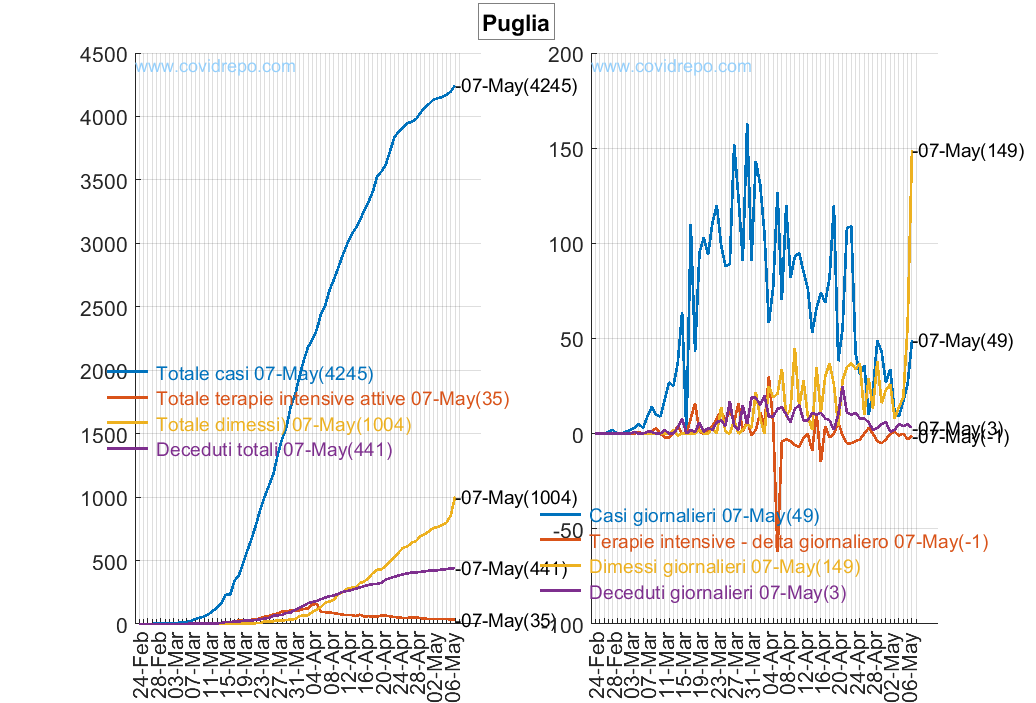 Puglia
www.covidrepo.com
4500
4000
3500
3000
2500
2000
1500
1000
500
0
-07-May(4245)
-07-May(1004)
-07-May(441)
-07-May(35)
Totale casi 07-May(4245)
Totale terapie intensive attive 07-May(35)
Totale dimessi) 07-May(1004)
Deceduti totali 07-May(441)
24-Feb
28-Feb
03-Mar
07-Mar
11-Mar
15-Mar
19-Mar
23-Mar
27-Mar
31-Mar
04-Apr
08-Apr
12-Apr
16-Apr
20-Apr
24-Apr
28-Apr
02-May
06-May
www.covidrepo.com
200
150
100
50
0
-50
-100
-07-May(149)
-07-May(49)
-07-May(3)
-07-May(-1)
Casi giornalieri 07-May(49)
Terapie intensive - delta giornaliero 07-May(-1)
Dimessi giornalieri 07-May(149)
Deceduti giornalieri 07-May(3)
24-Feb
28-Feb
03-Mar
07-Mar
11-Mar
15-Mar
19-Mar
23-Mar
27-Mar
31-Mar
04-Apr
08-Apr
12-Apr
16-Apr
20-Apr
24-Apr
28-Apr
02-May
06-May